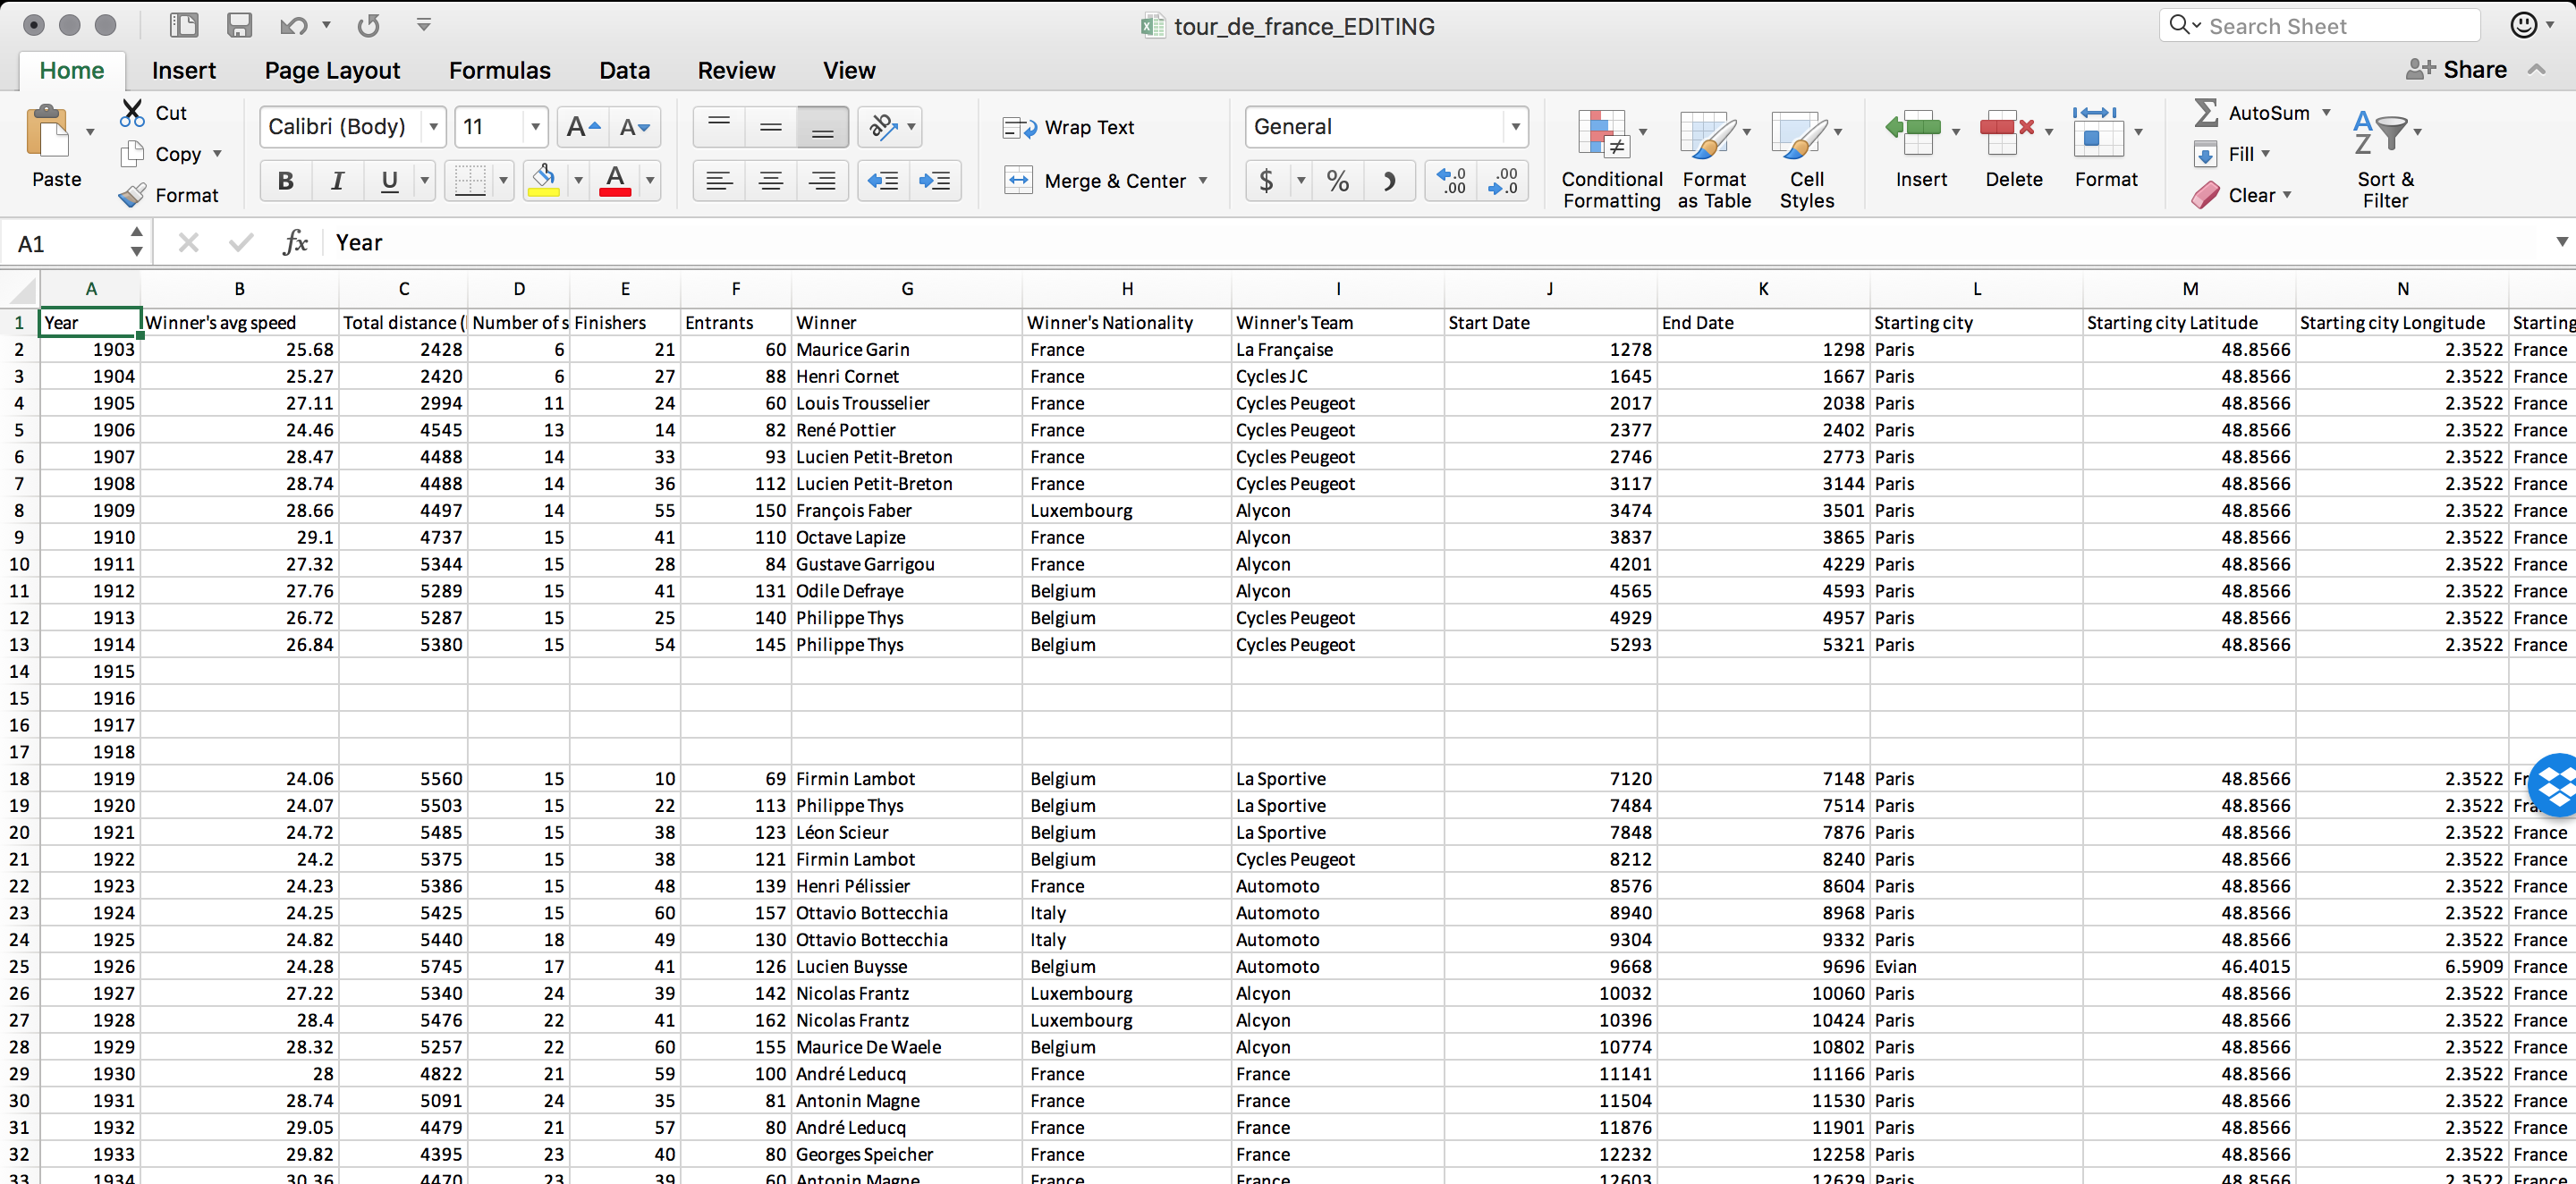 tour_de_france_EDITING
Search Sheet
Home Insert Page Layout Formulas Data Review View Share
Paste Cut Copy Format
Calibri (Body) 11 A A
B I U A
ab Wrap Text Merge & Center
General
$ % .0 .00 .00 .0
Conditional Formatting Format as Table Cell Styles
Insert Delete Format
AutoSum Fill Clear
Sort & Filter
A1 fx Year
A B C D E F G H I J K L M N
1 Year Winner's avg speed Total distance ( Number of s Finishers Entrants Winner Winner's Nationality Winner's Team Start Date End Date Starting city Starting city Latitude Starting city Longitude Starting
2 1903 25.68 2428 6 21 60 Maurice Garin France La Française 1278 1298 Paris 48.8566 2.3522 France
3 1904 25.27 2420 6 27 88 Henri Cornet France Cycles JC 1645 1667 Paris 48.8566 2.3522 France
4 1905 27.11 2994 11 24 60 Louis Trousselier France Cycles Peugeot 2017 2038 Paris 48.8566 2.3522 France
5 1906 24.46 4545 13 14 82 René Pottier France Cycles Peugeot 2377 2402 Paris 48.8566 2.3522 France
6 1907 28.47 4488 14 33 93 Lucien Petit-Breton France Cycles Peugeot 2746 2773 Paris 48.8566 2.3522 France
7 1908 28.74 4488 14 36 112 Lucien Petit-Breton France Cycles Peugeot 3117 3144 Paris 48.8566 2.3522 France
8 1909 28.66 4497 14 55 150 François Faber Luxembourg Alycon 3474 3501 Paris 48.8566 2.3522 France
9 1910 29.1 4737 15 41 110 Octave Lapize France Alycon 3837 3865 Paris 48.8566 2.3522 France
10 1911 27.32 5344 15 28 84 Gustave Garrigou France Alycon 4201 4229 Paris 48.8566 2.3522 France
11 1912 27.76 5289 15 41 131 Odile Defraye Belgium Alycon 4565 4593 Paris 48.8566 2.3522 France
12 1913 26.72 5287 15 25 140 Philippe Thys Belgium Cycles Peugeot 4929 4957 Paris 48.8566 2.3522 France
13 1914 26.84 5380 15 54 145 Philippe Thys Belgium Cycles Peugeot 5293 5321 Paris 48.8566 2.3522 France
14 1915
15 1916
16 1917
17 1918
18 1919 24.06 5560 15 10 69 Firmin Lambot Belgium La Sportive 7120 7148 Paris 48.8566 2.3522 Fr
19 1920 24.07 5503 15 22 113 Philippe Thys Belgium La Sportive 7484 7514 Paris 48.8566 2.3522 Fra
20 1921 24.72 5485 15 38 123 Léon Scieur Belgium La Sportive 7848 7876 Paris 48.8566 2.3522 France
21 1922 24.2 5375 15 38 121 Firmin Lambot Belgium Cycles Peugeot 8212 8240 Paris 48.8566 2.3522 France
22 1923 24.23 5386 15 48 139 Henri Pélissier France Automoto 8576 8604 Paris 48.8566 2.3522 France
23 1924 24.25 5425 15 60 157 Ottavio Bottecchia Italy Automoto 8940 8968 Paris 48.8566 2.3522 France
24 1925 24.82 5440 18 49 130 Ottavio Bottecchia Italy Automoto 9304 9332 Paris 48.8566 2.3522 France
25 1926 24.28 5745 17 41 126 Lucien Buysse Belgium Automoto 9668 9696 Evian 46.4015 6.5909 France
26 1927 27.22 5340 24 39 142 Nicolas Frantz Luxembourg Alcyon 10032 10060 Paris 48.8566 2.3522 France
27 1928 28.4 5476 22 41 162 Nicolas Frantz Luxembourg Alcyon 10396 10424 Paris 48.8566 2.3522 France
28 1929 28.32 5257 22 60 155 Maurice De Waele Belgium Alcyon 10774 10802 Paris 48.8566 2.3522 France
29 1930 28 4822 21 59 100 André Leducq France France 11141 11166 Paris 48.8566 2.3522 France
30 1931 28.74 5091 24 35 81 Antonin Magne France France 11504 11530 Paris 48.8566 2.3522 France
31 1932 29.05 4479 21 57 80 André Leducq France France 11876 11901 Paris 48.8566 2.3522 France
32 1933 29.82 4395 23 40 80 Georges Speicher France France 12232 12258 Paris 48.8566 2.3522 France
33 1934 30.36 4470 23 39 60 Antonin Magne France France 12603 12629 Paris 48.8566 2.3522 France